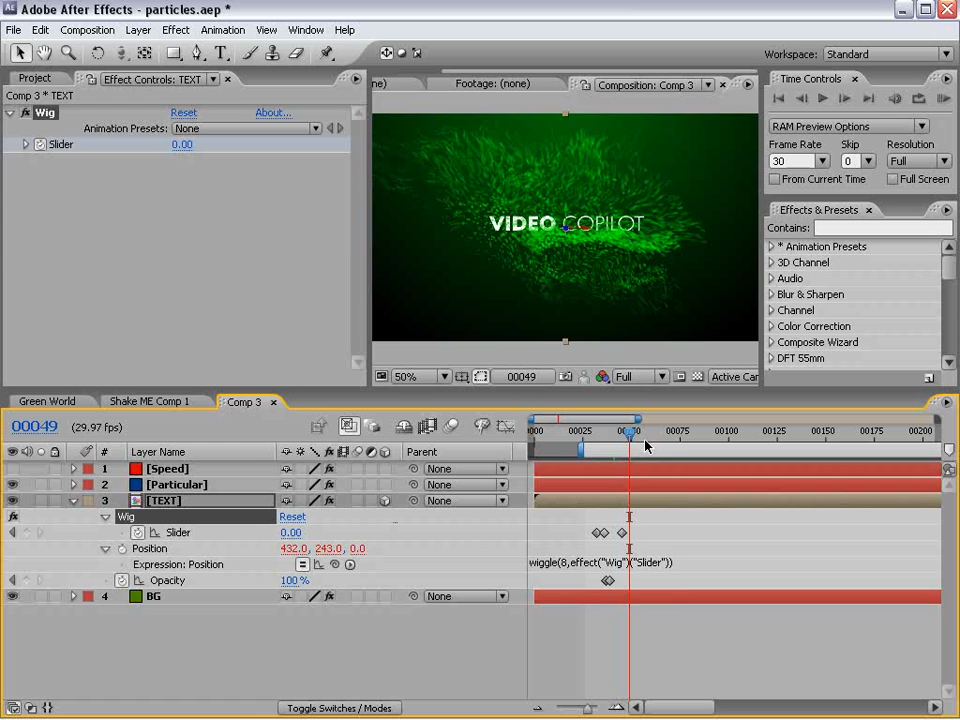 Adobe After Effects - particles.aep *
File Edit Composition Layer Effect Animation View Window Help
Workspace: Standard
Project Effect Controls: TEXT
ne) Footage: (none) Composition: Comp 3
Time Controls
Comp 3 * TEXT
Wig Reset About...
Animation Presets: None
Slider 0.00
RAM Preview Options
Frame Rate Skip Resolution
30 0 Full
From Current Time Full Screen
Effects & Presets
Contains:
* Animation Presets
3D Channel
Audio
Blur & Sharpen
Channel
Color Correction
Composite Wizard
DFT 55mm
VIDEO COPILOT
50% 00049 Full Active Car
Green World Shake ME Comp 1 Comp 3
00049 (29.97 fps)
0000 00025 00050 00075 00100 00125 00150 00175 00200
# Layer Name Parent
1 [Speed] None
2 [Particular] None
3 [TEXT] None
Wig Reset
Slider 0.00
Position 432.0, 243.0, 0.0
Expression: Position wiggle(8,effect("Wig")("Slider"))
Opacity 100 %
4 BG None
Toggle Switches / Modes